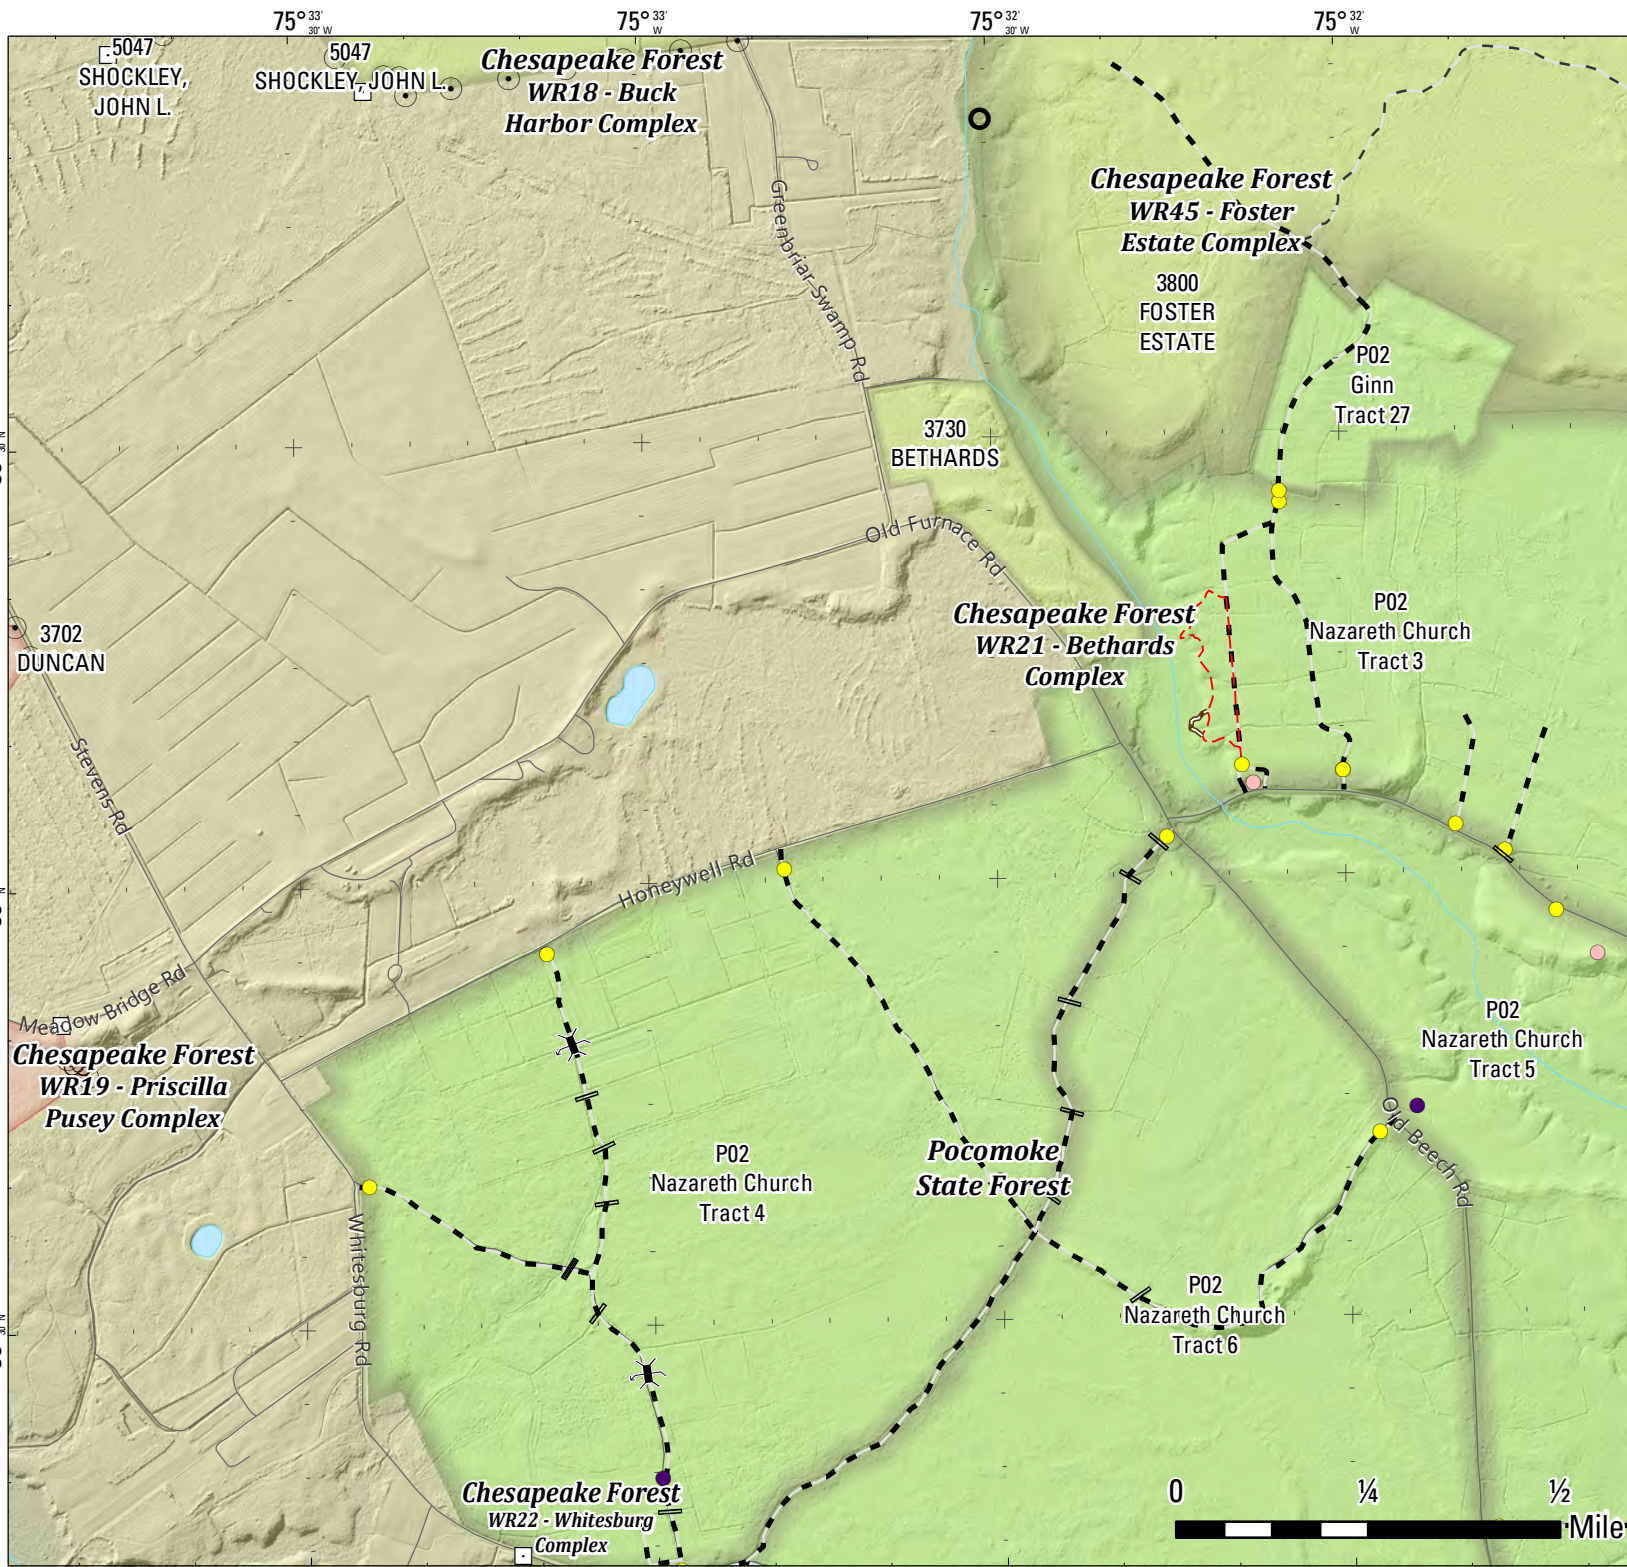 75° 33' 30" W
75° 33' W
75° 32' 30" W
75° 32' W
5047
SHOCKLEY,
JOHN L.
5047
SHOCKLEY, JOHN L.
Chesapeake Forest
WR18 - Buck
Harbor Complex
Greenbriar Swamp Rd
Chesapeake Forest
WR45 - Foster
Estate Complex
3800
FOSTER
ESTATE
P02
Ginn
Tract 27
3730
BETHARDS
Old Furnace Rd
Chesapeake Forest
WR21 - Bethards
Complex
P02
Nazareth Church
Tract 3
3702
DUNCAN
Stevens Rd
Honeywell Rd
Meadow Bridge Rd
Chesapeake Forest
WR19 - Priscilla
Pusey Complex
P02
Nazareth Church
Tract 5
Old Beech Rd
P02
Nazareth Church
Tract 4
Pocomoke
State Forest
Whitesburg Rd
P02
Nazareth Church
Tract 6
Chesapeake Forest
WR22 - Whitesburg
Complex
0 ¼ ½
Mile